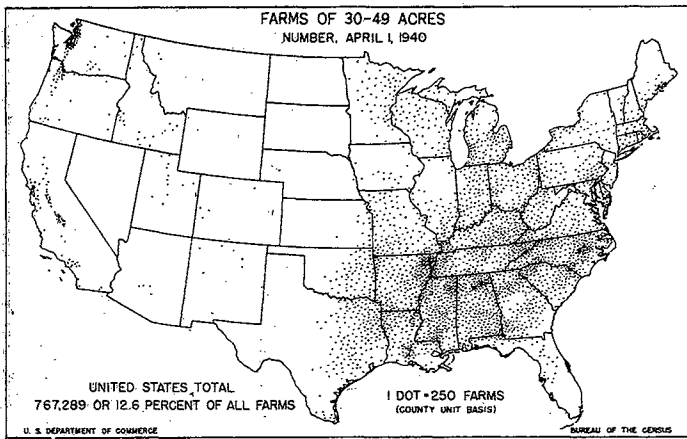 FARMS OF 30-49 ACRES
NUMBER, APRIL 1, 1940
UNITED STATES TOTAL
767,289 OR 12.6 PERCENT OF ALL FARMS
1 DOT = 250 FARMS
(COUNTY UNIT BASIS)
U. S. DEPARTMENT OF COMMERCE
BUREAU OF THE CENSUS